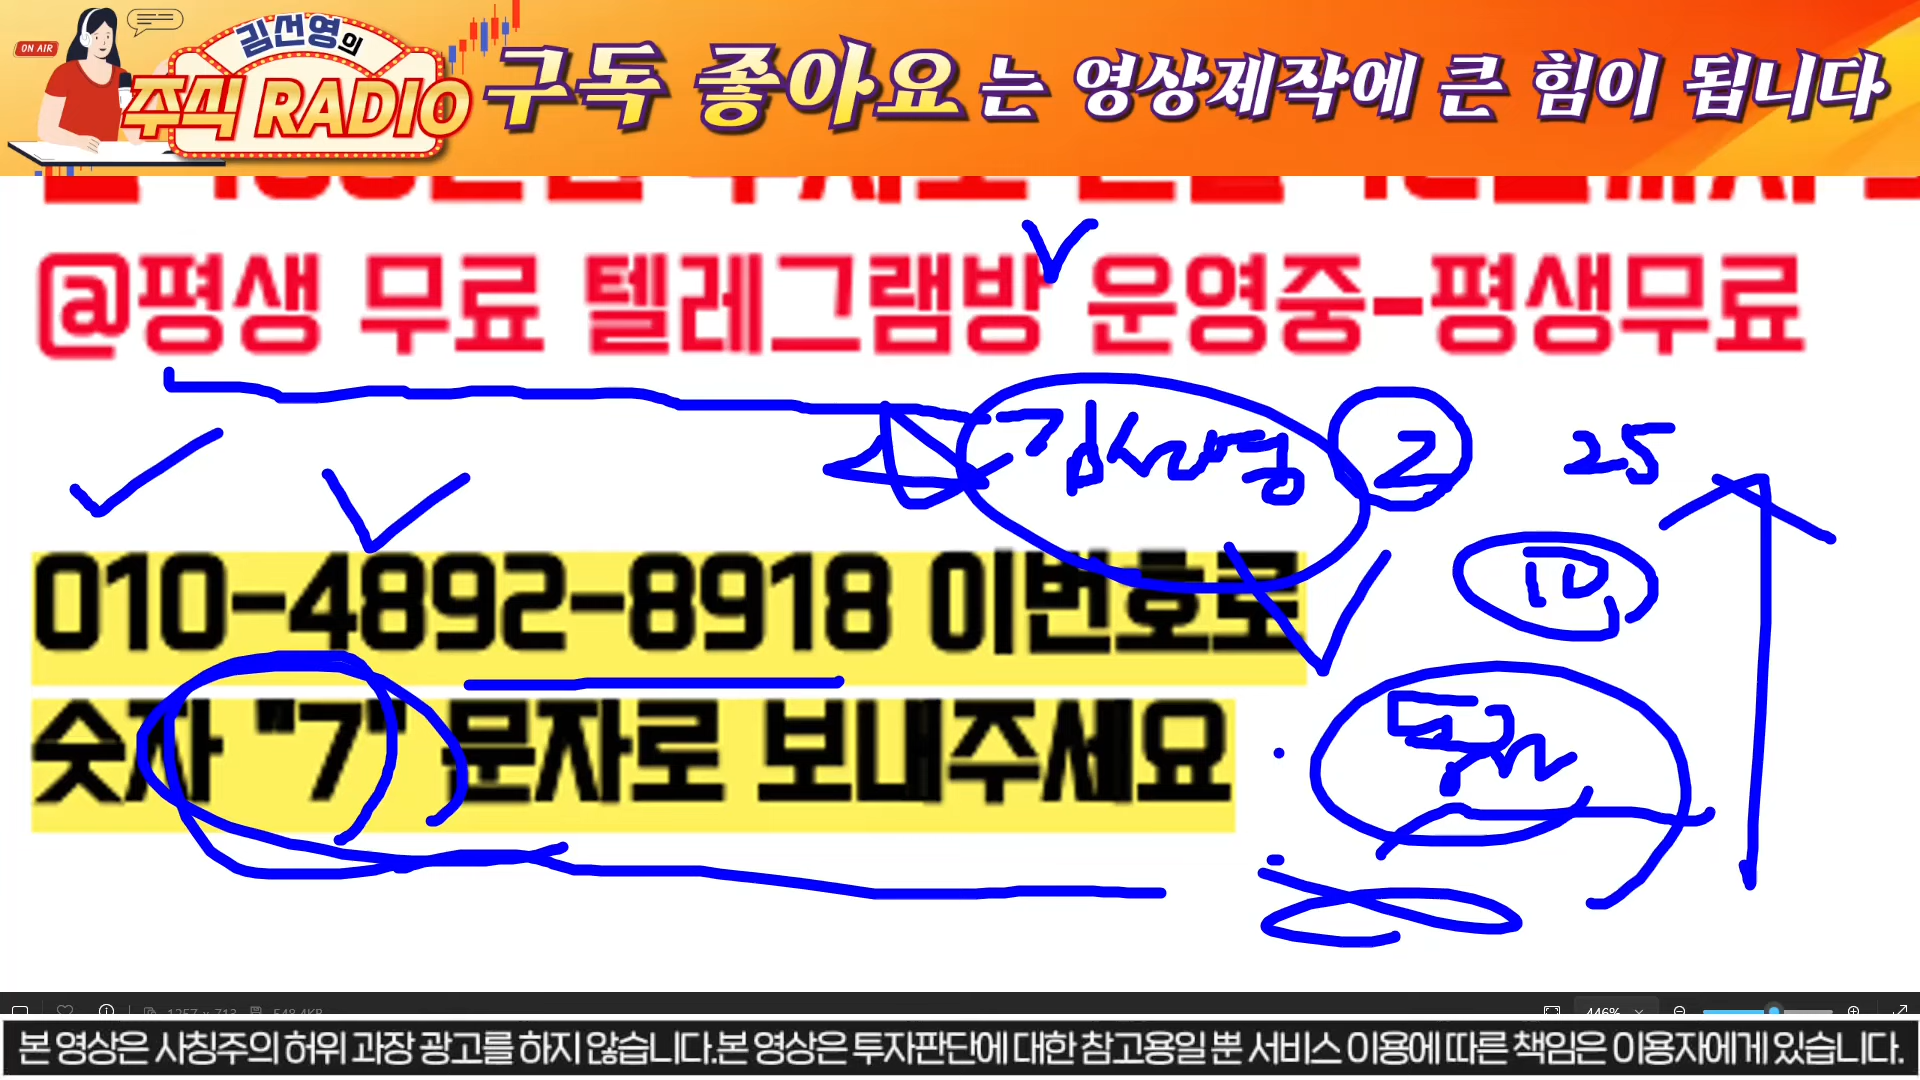 ON AIR
김선영의
주식 RADIO
구독 좋아요는 영상제작에 큰 힘이 됩니다
@평생 무료 텔레그램방 운영중-평생무료
김선영 2 25
10
010-4892-8918 이번호로
숫자 "7" 문자로 보내주세요
1257 x 713 548.4KB
446%
본 영상은 사칭주의 허위 과장 광고를 하지 않습니다.본 영상은 투자판단에 대한 참고용일 뿐 서비스 이용에 따른 책임은 이용자에게 있습니다.